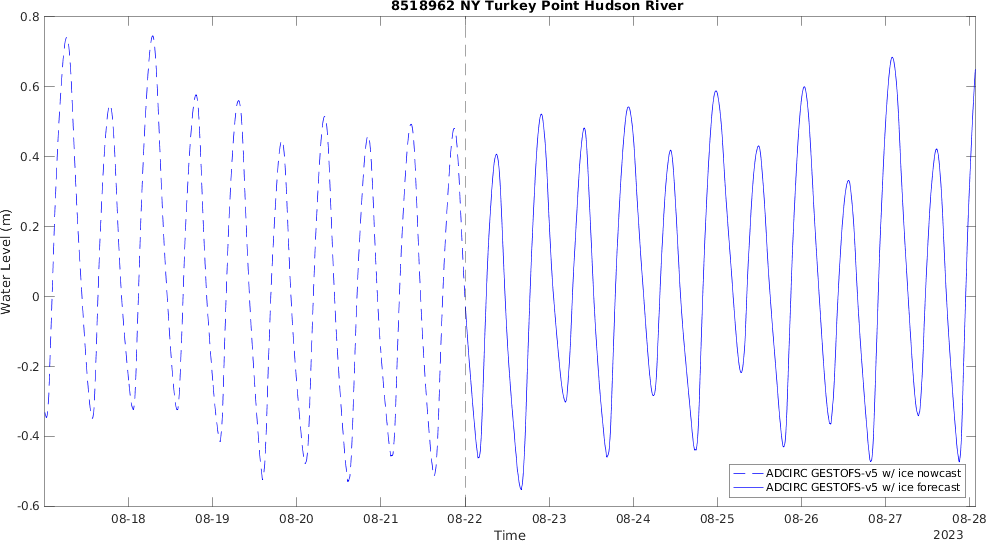 8518962 NY Turkey Point Hudson River
Water Level (m)
0.8
0.6
0.4
0.2
0
-0.2
-0.4
-0.6
ADCIRC GESTOFS-v5 w/ ice nowcast
ADCIRC GESTOFS-v5 w/ ice forecast
08-18 08-19 08-20 08-21 08-22 08-23 08-24 08-25 08-26 08-27 08-28
Time
2023